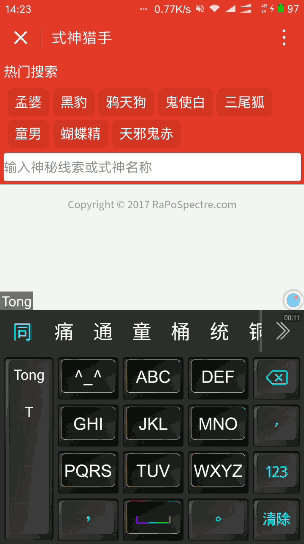 14:23 ... 0.77K/s 97
式神猎手
热门搜索
孟婆 黑豹 鸦天狗 鬼使白 三尾狐
童男 蝴蝶精 天邪鬼赤
输入神秘线索或式神名称
Copyright © 2017 RaPoSpectre.com
Tong
00:11
同 痛 通 童 桶 统
Tong ^_^ ABC DEF
T GHI JKL MNO ,
PQRS TUV WXYZ 123
, 。 清除